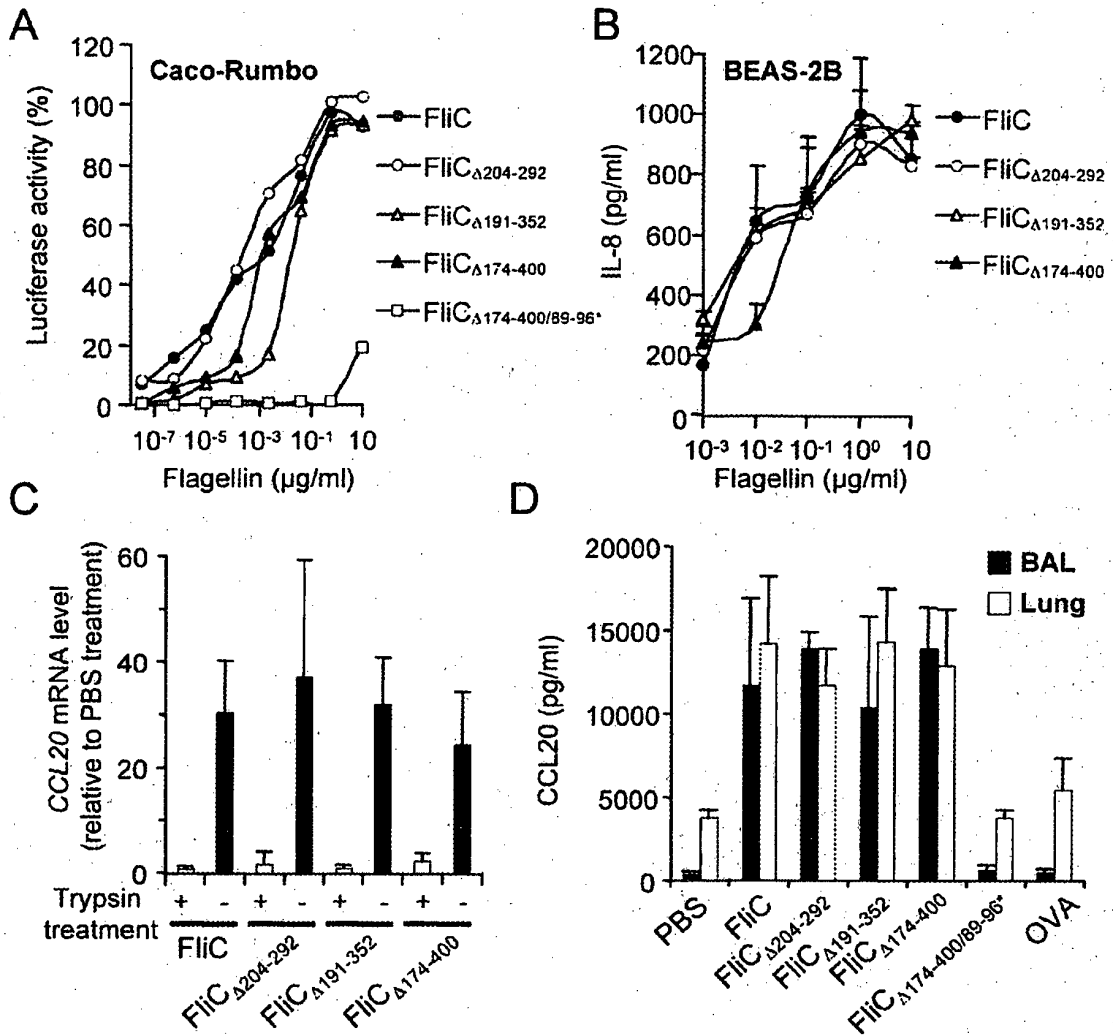 A
Caco-Rumbo
Luciferase activity (%)
120
100
80
60
40
20
0
10-7 10-5 10-3 10-1 10
Flagellin (µg/ml)
FliC
FliCΔ204-292
FliCΔ191-352
FliCΔ174-400
FliCΔ174-400/89-96*
B
BEAS-2B
IL-8 (pg/ml)
1200
1000
800
600
400
200
0
10-3 10-2 10-1 100 10
Flagellin (µg/ml)
FliC
FliCΔ204-292
FliCΔ191-352
FliCΔ174-400
C
CCL20 mRNA level
(relative to PBS treatment)
60
40
20
0
Trypsin + - + - + - + -
treatment
FliC
FliCΔ204-292
FliCΔ191-352
FliCΔ174-400
D
CCL20 (pg/ml)
20000
15000
10000
5000
0
BAL
Lung
PBS
FliC
FliCΔ204-292
FliCΔ191-352
FliCΔ174-400
FliCΔ174-400/89-96*
OVA